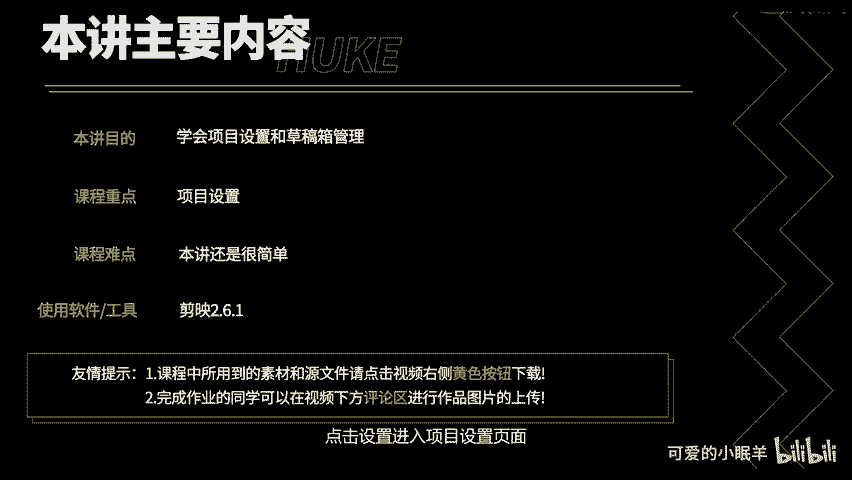 本讲主要内容
HUKE
本讲目的 学会项目设置和草稿箱管理
课程重点 项目设置
课程难点 本讲还是很简单
使用软件/工具 剪映2.6.1
友情提示：1.课程中所用到的素材和源文件请点击视频右侧黄色按钮下载!
2.完成作业的同学可以在视频下方评论区进行作品图片的上传!
点击设置进入项目设置页面
可爱的小眠羊 bilibili